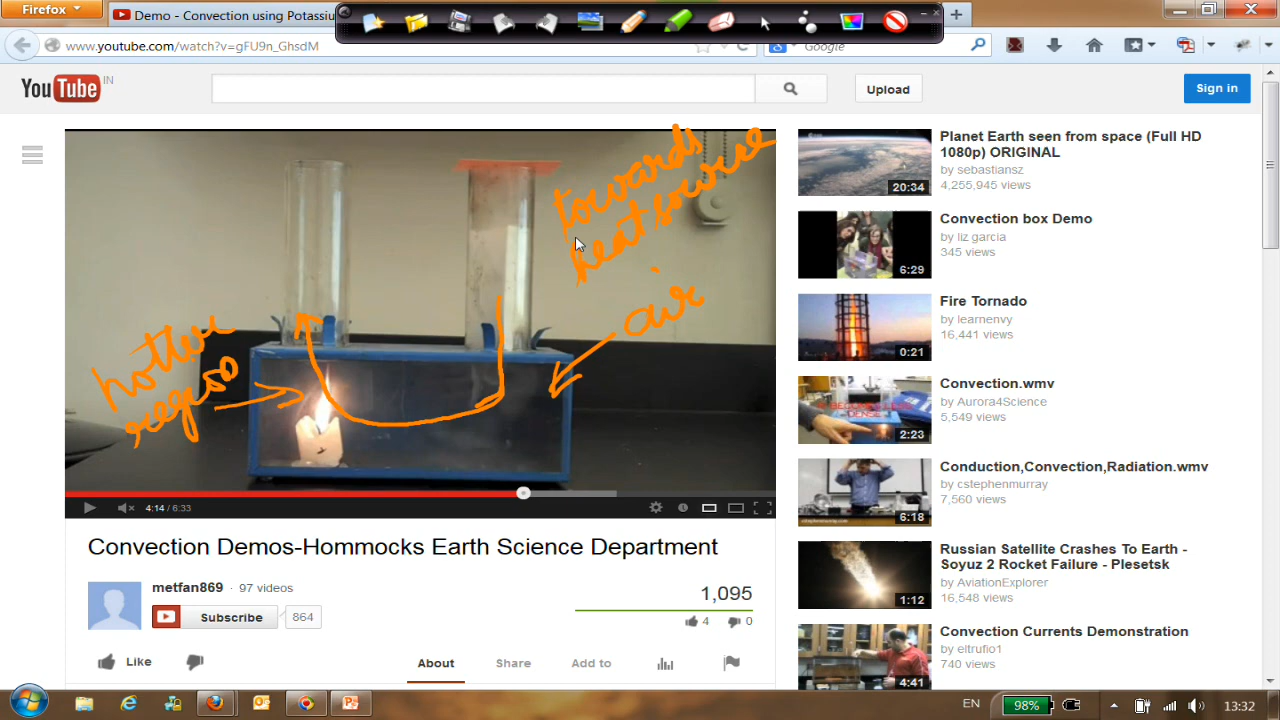 Firefox
Demo - Convection using Potassiu
www.youtube.com/watch?v=gFU9n_GhsdM
Google
YouTube IN
Upload
Sign in
towards
heat source
air
hotter
Planet Earth seen from space (Full HD
1080p) ORIGINAL
by sebastiansz
4,255,945 views
20:34
Convection box Demo
by liz garcia
345 views
6:29
Fire Tornado
by learnenvy
16,441 views
0:21
Convection.wmv
by Aurora4Science
5,549 views
2:23
Conduction,Convection,Radiation.wmv
by cstephenmurray
7,560 views
6:18
Russian Satellite Crashes To Earth -
Soyuz 2 Rocket Failure - Plesetsk
by AviationExplorer
16,548 views
1:12
Convection Currents Demonstration
by eltrufio1
740 views
4:41
4:14 / 6:33
Convection Demos-Hommocks Earth Science Department
metfan869 · 97 videos
Subscribe 864
1,095
4 0
Like
About Share Add to
EN 98% 13:32